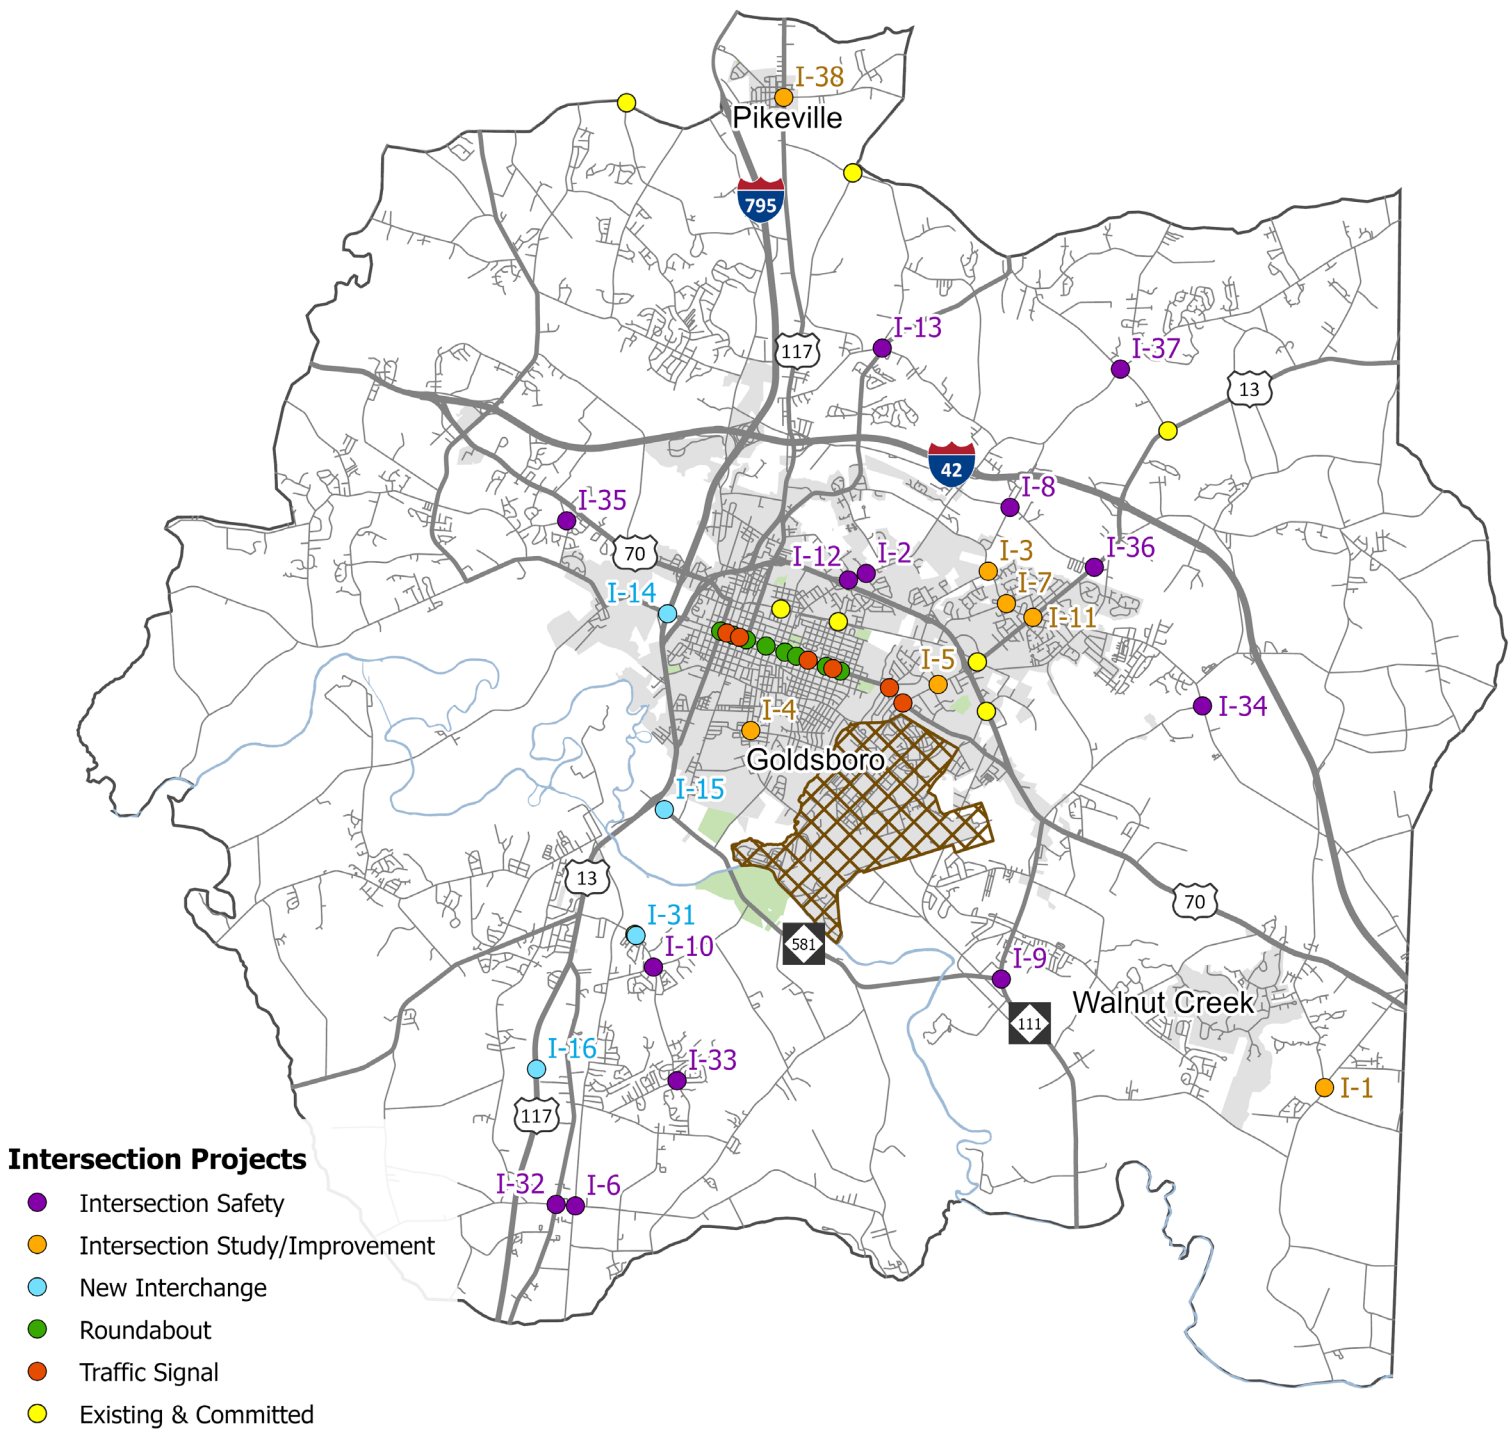 I-38
Pikeville
795
I-13
117
I-37
13
42
I-8
I-35
70
I-12
I-2
I-3
I-36
I-14
I-7
I-11
I-5
I-34
I-4
Goldsboro
I-15
13
70
I-31
I-10
581
I-9
Walnut Creek
111
I-16
I-33
I-1
117
I-32
I-6
Intersection Projects
Intersection Safety
Intersection Study/Improvement
New Interchange
Roundabout
Traffic Signal
Existing & Committed